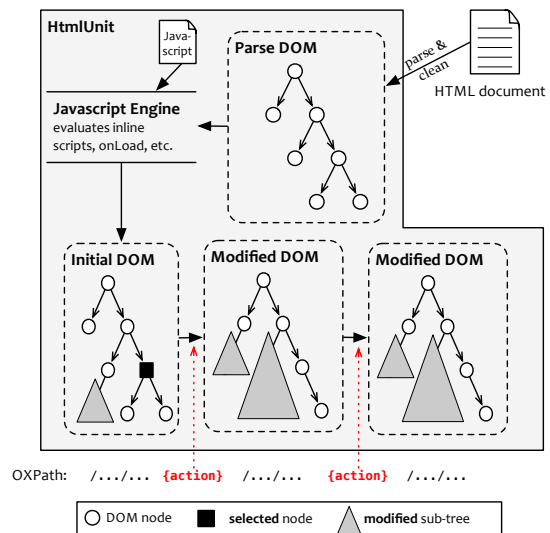 HtmlUnit
Java-
script
Parse DOM
parse &
clean
HTML document
Javascript Engine
evaluates inline
scripts, onLoad, etc.
Initial DOM
Modified DOM
Modified DOM
OXPath: /.../... {action} /.../... {action} /.../...
DOM node selected node modified sub-tree